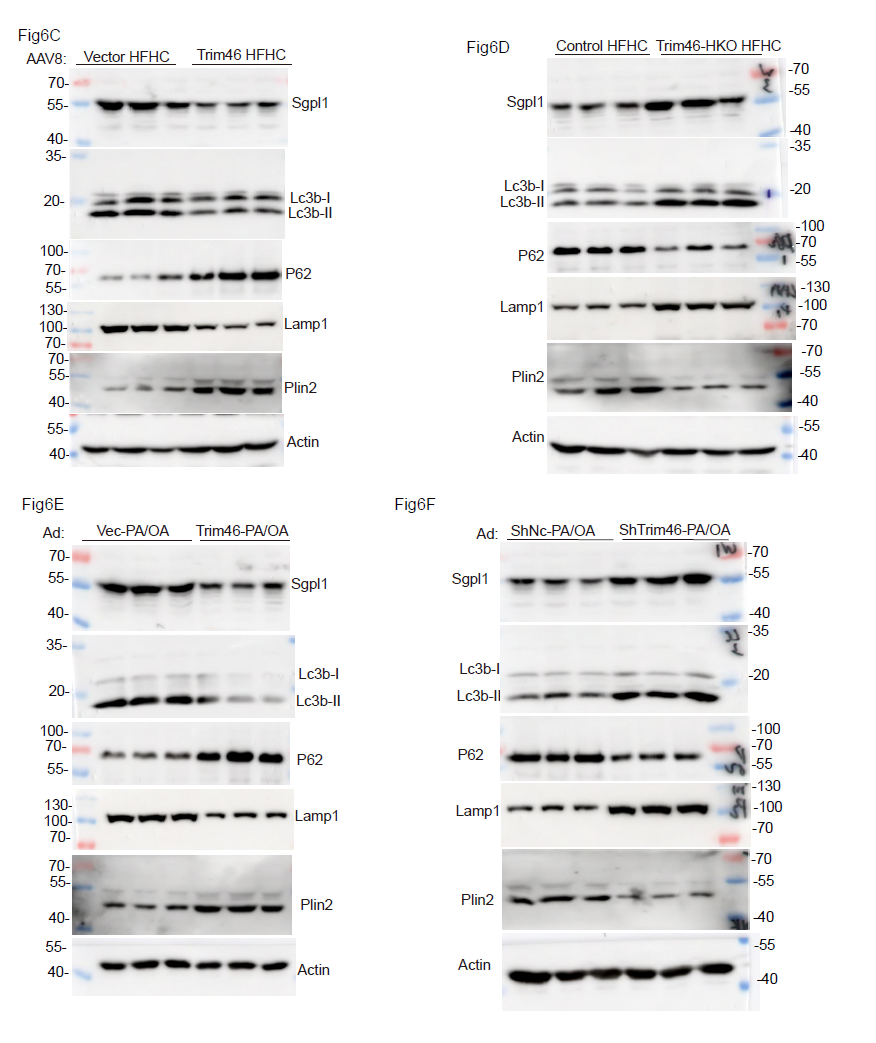 Fig6C
AAV8: Vector HFHC Trim46 HFHC
70-
55- Sgpl1
40-
35-
20- Lc3b-I
Lc3b-II
100-
70- P62
55-
130-
100- Lamp1
70-
70-
55-
40- Plin2
55- Actin
40-
Fig6D
Control HFHC Trim46-HKO HFHC
-70
-55
Sgpl1
-40
-35
Lc3b-I -20
Lc3b-II
-100
-70
P62 -55
-130
Lamp1 -100
-70
-70
Plin2 -55
-40
-55
Actin
-40
Fig6E
Ad: Vec-PA/OA Trim46-PA/OA
70-
55- Sgpl1
40-
35-
Lc3b-I
20- Lc3b-II
100-
70- P62
55-
130-
100- Lamp1
70-
70-
55-
Plin2
40-
55-
40- Actin
Fig6F
Ad: ShNc-PA/OA ShTrim46-PA/OA
-70
Sgpl1 -55
-40
-35
Lc3b-I -20
Lc3b-II
-100
P62 -70
-55
-130
Lamp1 -100
-70
-70
-55
Plin2
-40
-55
Actin
-40